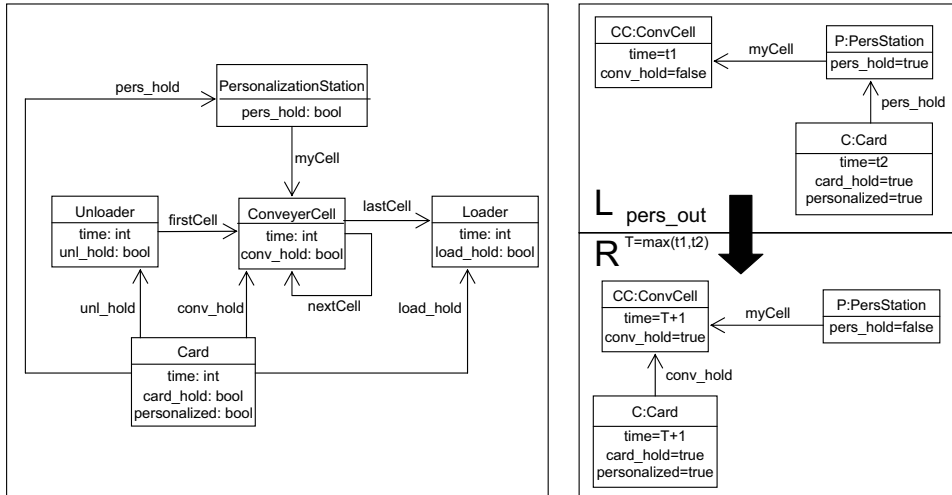 pers_hold
PersonalizationStation
pers_hold: bool
myCell
Unloader
time: int
unl_hold: bool
firstCell
ConveyerCell
time: int
conv_hold: bool
lastCell
Loader
time: int
load_hold: bool
nextCell
unl_hold
conv_hold
load_hold
Card
time: int
card_hold: bool
personalized: bool
CC:ConvCell
time=t1
conv_hold=false
myCell
P:PersStation
pers_hold=true
pers_hold
C:Card
time=t2
card_hold=true
personalized=true
L pers_out
R T=max(t1,t2)
CC:ConvCell
time=T+1
conv_hold=true
myCell
P:PersStation
pers_hold=false
conv_hold
C:Card
time=T+1
card_hold=true
personalized=true